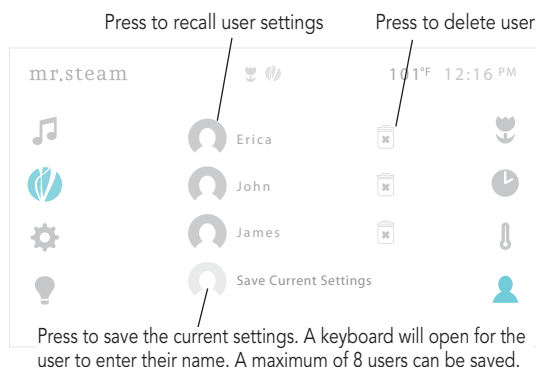 Press to recall user settings Press to delete user
mr.steam 101°F 12:16 PM
Erica
John
James
Save Current Settings
Press to save the current settings. A keyboard will open for the
user to enter their name. A maximum of 8 users can be saved.